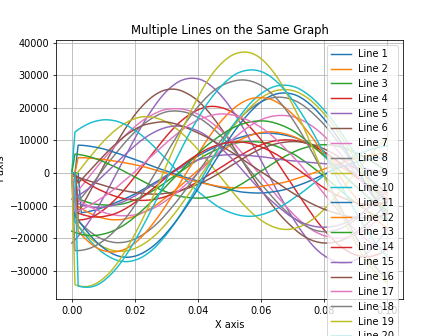 Multiple Lines on the Same Graph
40000
30000
20000
10000
0
−10000
−20000
−30000
0.00
0.02
0.04
0.06
X axis
Line 1
Line 2
Line 3
Line 4
Line 5
Line 6
Line 7
Line 8
Line 9
Line 10
Line 11
Line 12
Line 13
Line 14
Line 15
Line 16
Line 17
Line 18
Line 19
Line 20